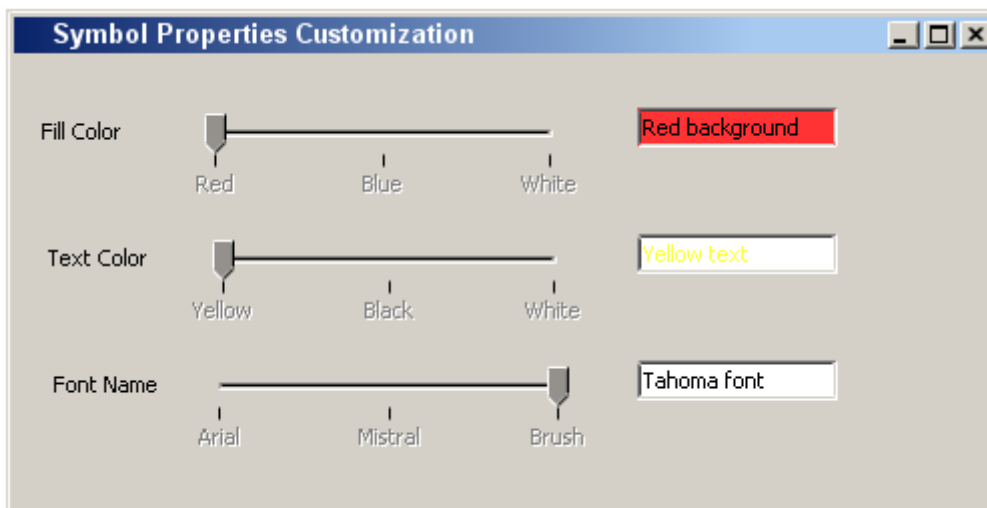 Symbol Properties Customization
Fill Color
Red background
Red Blue White
Text Color
Yellow text
Yellow Black White
Font Name
Tahoma font
Arial Mistral Brush